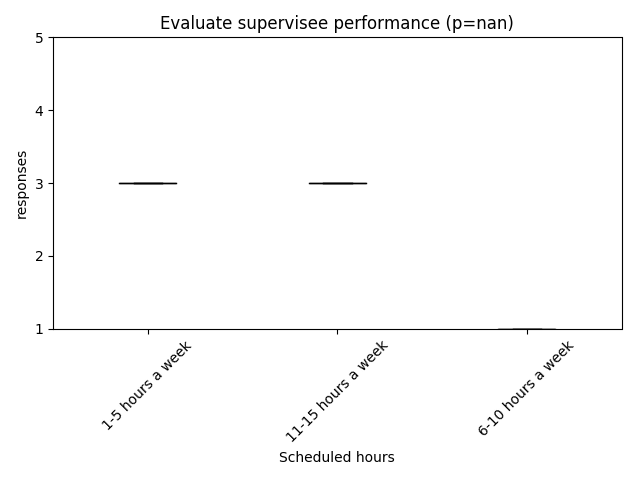 Evaluate supervisee performance (p=nan)
5
4
3
2
1
responses
1-5 hours a week
11-15 hours a week
6-10 hours a week
Scheduled hours